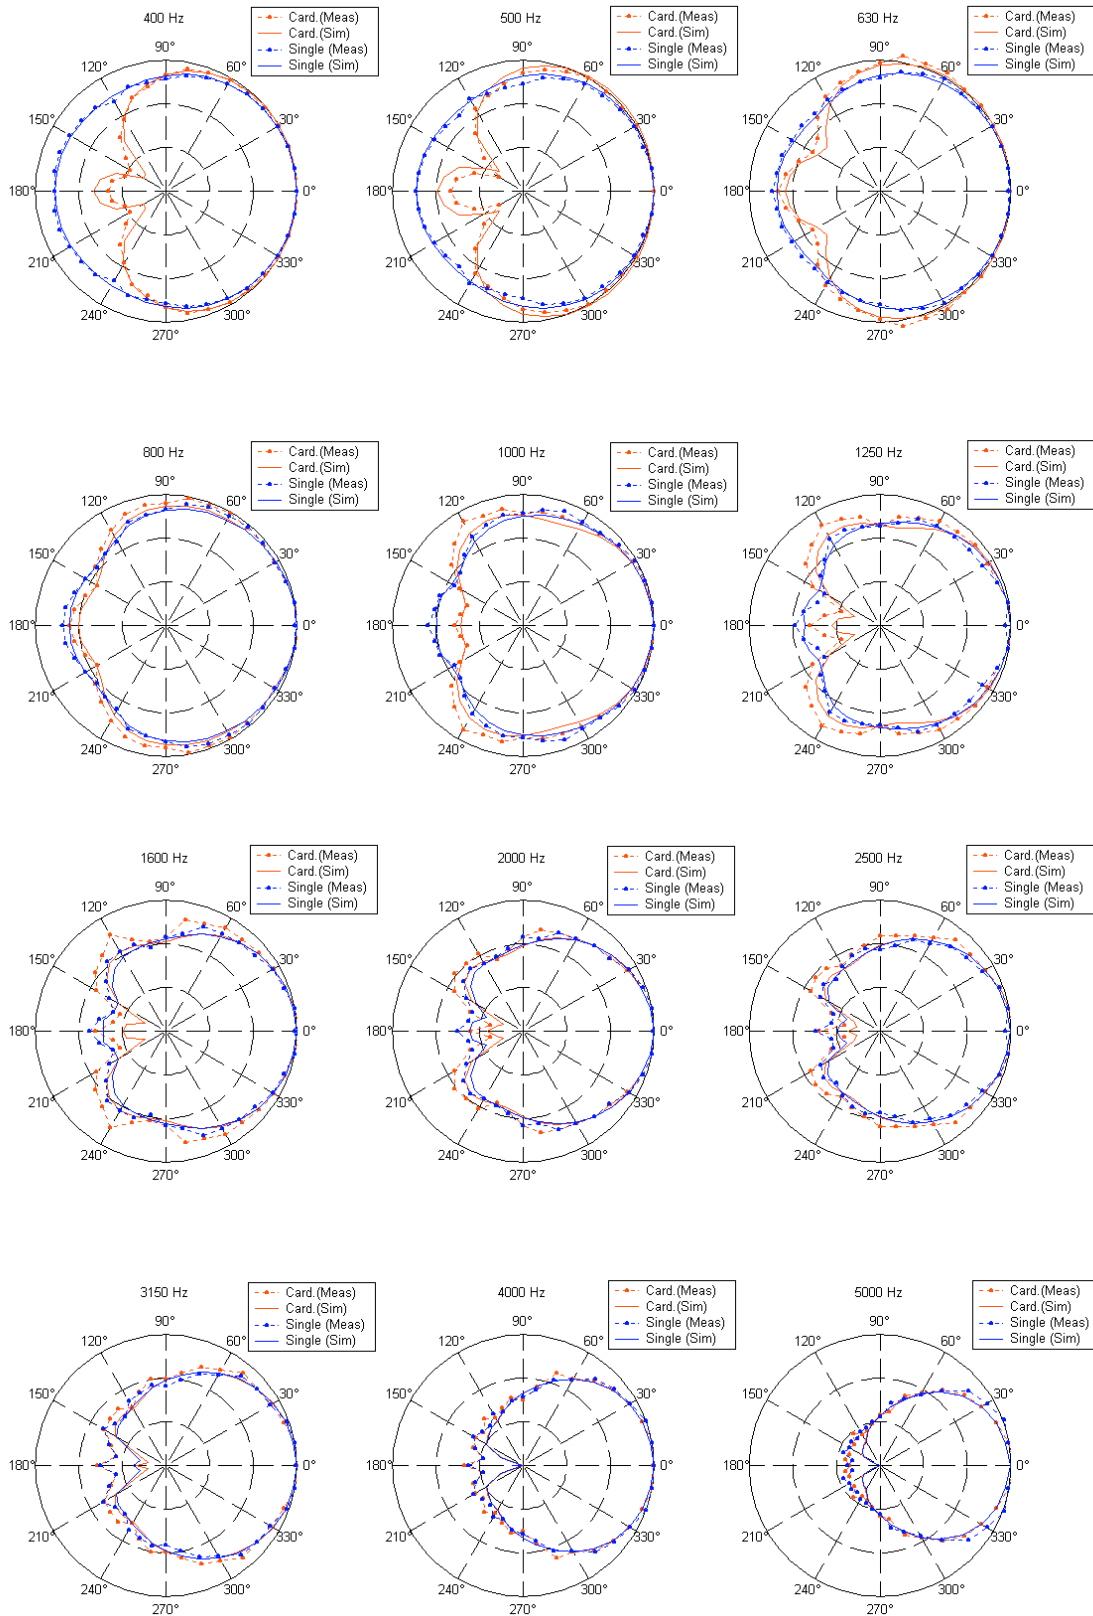 400 Hz
Card.(Meas)
Card.(Sim)
Single (Meas)
Single (Sim)
90°
120°
60°
150°
30°
180°
0°
210°
330°
240°
300°
270°
500 Hz
Card.(Meas)
Card.(Sim)
Single (Meas)
Single (Sim)
90°
120°
60°
150°
30°
180°
0°
210°
330°
240°
300°
270°
630 Hz
Card.(Meas)
Card.(Sim)
Single (Meas)
Single (Sim)
90°
120°
60°
150°
30°
180°
0°
210°
330°
240°
300°
270°
800 Hz
Card.(Meas)
Card.(Sim)
Single (Meas)
Single (Sim)
90°
120°
60°
150°
30°
180°
0°
210°
330°
240°
300°
270°
1000 Hz
Card.(Meas)
Card.(Sim)
Single (Meas)
Single (Sim)
90°
120°
60°
150°
30°
180°
0°
210°
330°
240°
300°
270°
1250 Hz
Card.(Meas)
Card.(Sim)
Single (Meas)
Single (Sim)
90°
120°
60°
150°
30°
180°
0°
210°
330°
240°
300°
270°
1600 Hz
Card.(Meas)
Card.(Sim)
Single (Meas)
Single (Sim)
90°
120°
60°
150°
30°
180°
0°
210°
330°
240°
300°
270°
2000 Hz
Card.(Meas)
Card.(Sim)
Single (Meas)
Single (Sim)
90°
120°
60°
150°
30°
180°
0°
210°
330°
240°
300°
270°
2500 Hz
Card.(Meas)
Card.(Sim)
Single (Meas)
Single (Sim)
90°
120°
60°
150°
30°
180°
0°
210°
330°
240°
300°
270°
3150 Hz
Card.(Meas)
Card.(Sim)
Single (Meas)
Single (Sim)
90°
120°
60°
150°
30°
180°
0°
210°
330°
240°
300°
270°
4000 Hz
Card.(Meas)
Card.(Sim)
Single (Meas)
Single (Sim)
90°
120°
60°
150°
30°
180°
0°
210°
330°
240°
300°
270°
5000 Hz
Card.(Meas)
Card.(Sim)
Single (Meas)
Single (Sim)
90°
120°
60°
150°
30°
180°
0°
210°
330°
240°
300°
270°